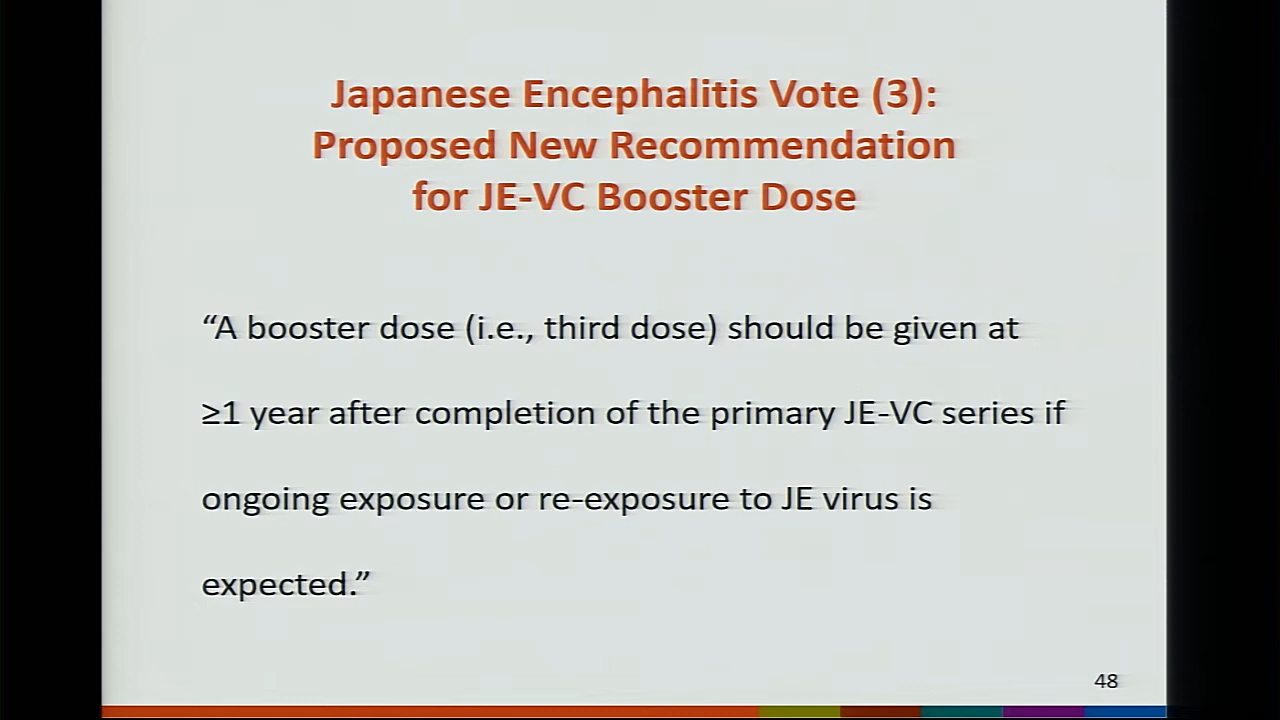 Japanese Encephalitis Vote (3):
Proposed New Recommendation
for JE-VC Booster Dose
“A booster dose (i.e., third dose) should be given at
≥1 year after completion of the primary JE-VC series if
ongoing exposure or re-exposure to JE virus is
expected.”
48